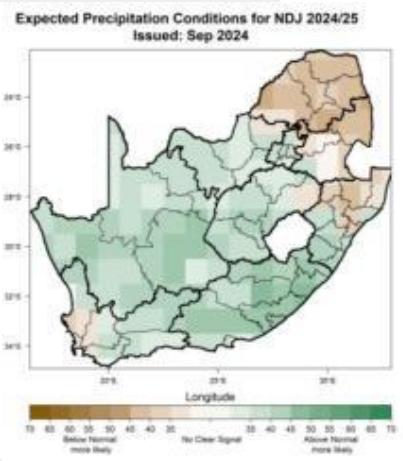 Expected Precipitation Conditions for NDJ 2024/25
Issued: Sep 2024
24°S
26°S
28°S
30°S
32°S
34°S
20°E
25°E
30°E
Longitude
70 65 60 55 50 45 40 35 35 40 45 50 55 60 65 70
Below Normal
more likely
No Clear Signal
Above Normal
more likely